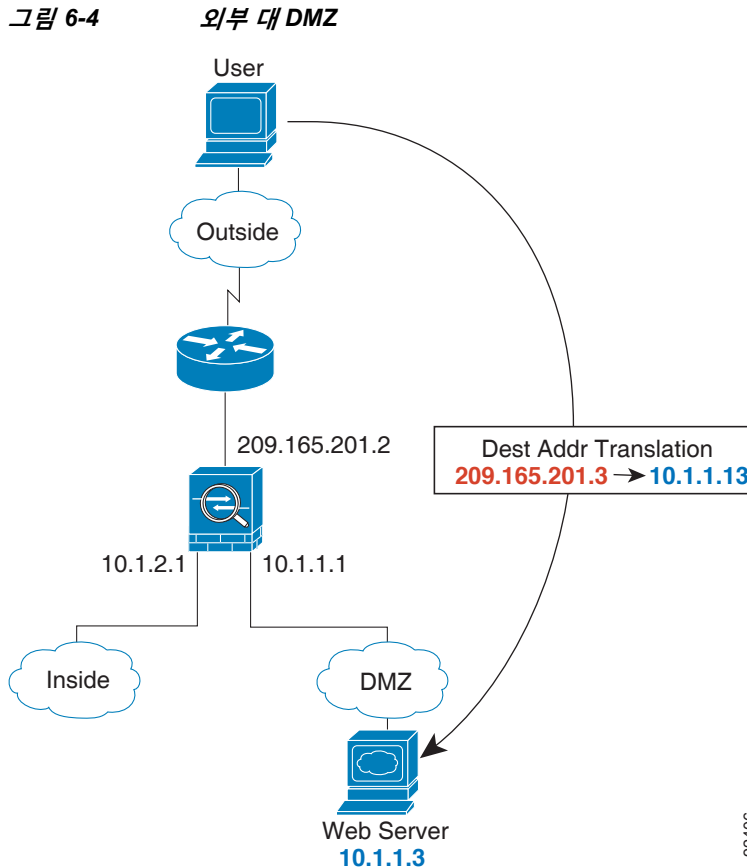 그림 6-4 외부 대 DMZ
User
Outside
209.165.201.2
Dest Addr Translation
209.165.201.3 → 10.1.1.13
10.1.2.1 10.1.1.1
Inside
DMZ
Web Server
10.1.1.3